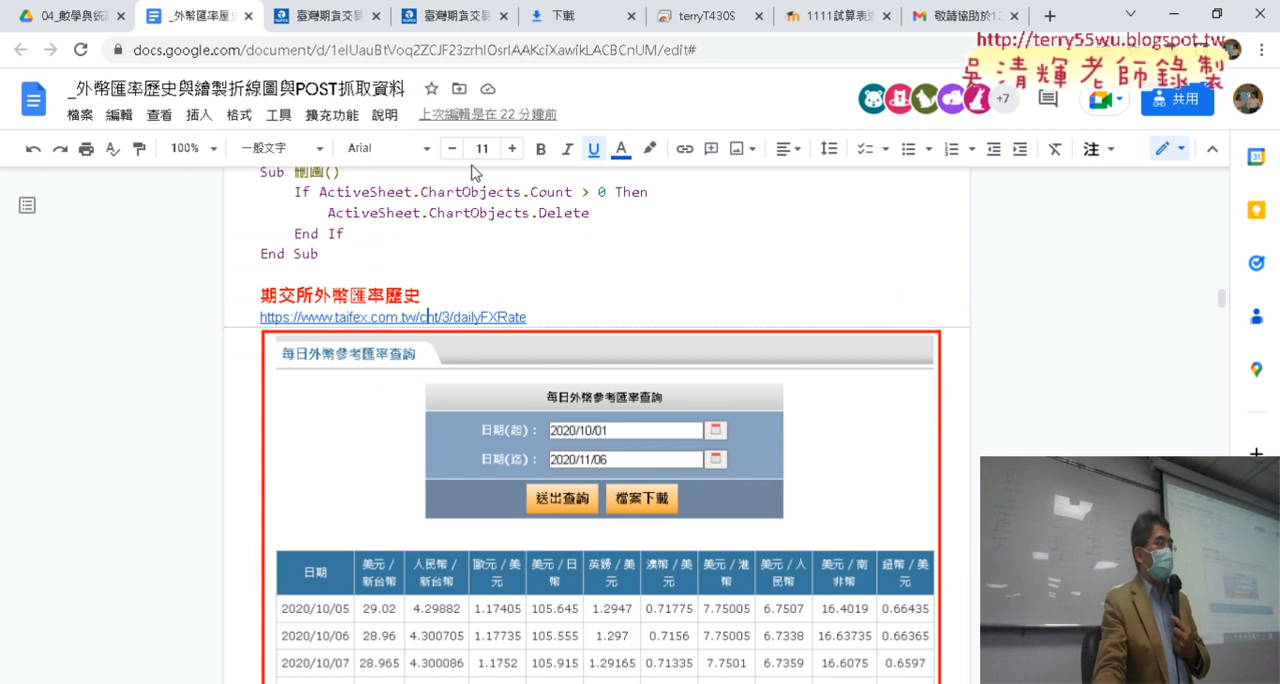 04_數學與統
_外幣匯率歷史
臺灣期貨交易
臺灣期貨交易
下載
terryT430S
1111試算表進
敬請協助於12
docs.google.com/document/d/1elUauBtVoq2ZCJF23zrhlOsrlAAKciXawikLACBCnUM/edit#
http://terry55wu.blogspot.tw
吳清輝老師錄製
_外幣匯率歷史與繪製折線圖與POST抓取資料
+7
共用
檔案 編輯 查看 插入 格式 工具 擴充功能 說明 上次編輯是在 22 分鐘前
100% 一般文字 Arial 11 B I U A 注
Sub 刪圖()
If ActiveSheet.ChartObjects.Count > 0 Then
ActiveSheet.ChartObjects.Delete
End If
End Sub
期交所外幣匯率歷史
https://www.taifex.com.tw/cht/3/dailyFXRate
每日外幣參考匯率查詢
每日外幣參考匯率查詢
日期(起)： 2020/10/01
日期(迄)： 2020/11/06
送出查詢 檔案下載
日期 美元／新台幣 人民幣／新台幣 歐元／美元 美元／日幣 英鎊／美元 澳幣／美元 美元／港幣 美元／人民幣 美元／南非幣 紐幣／美元
2020/10/05 29.02 4.29882 1.17405 105.645 1.2947 0.71775 7.75005 6.7507 16.4019 0.66435
2020/10/06 28.96 4.300705 1.17735 105.555 1.297 0.7156 7.75005 6.7338 16.63735 0.66365
2020/10/07 28.965 4.300086 1.1752 105.915 1.29165 0.71335 7.7501 6.7359 16.6075 0.6597